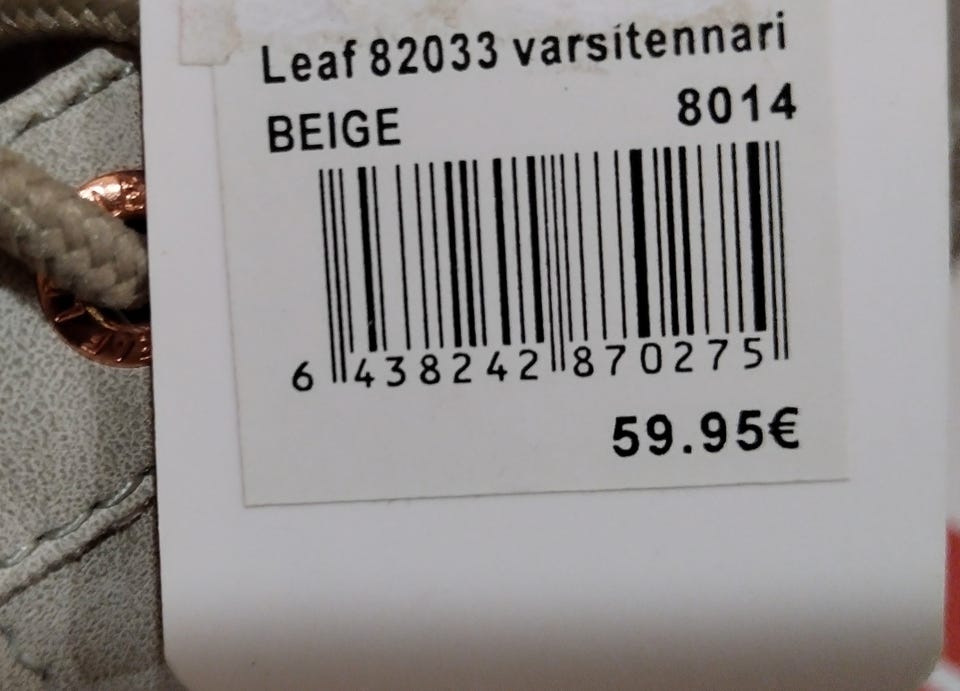 Leaf 82033 varsitennari
BEIGE 8014
6 438242 870275
59.95€